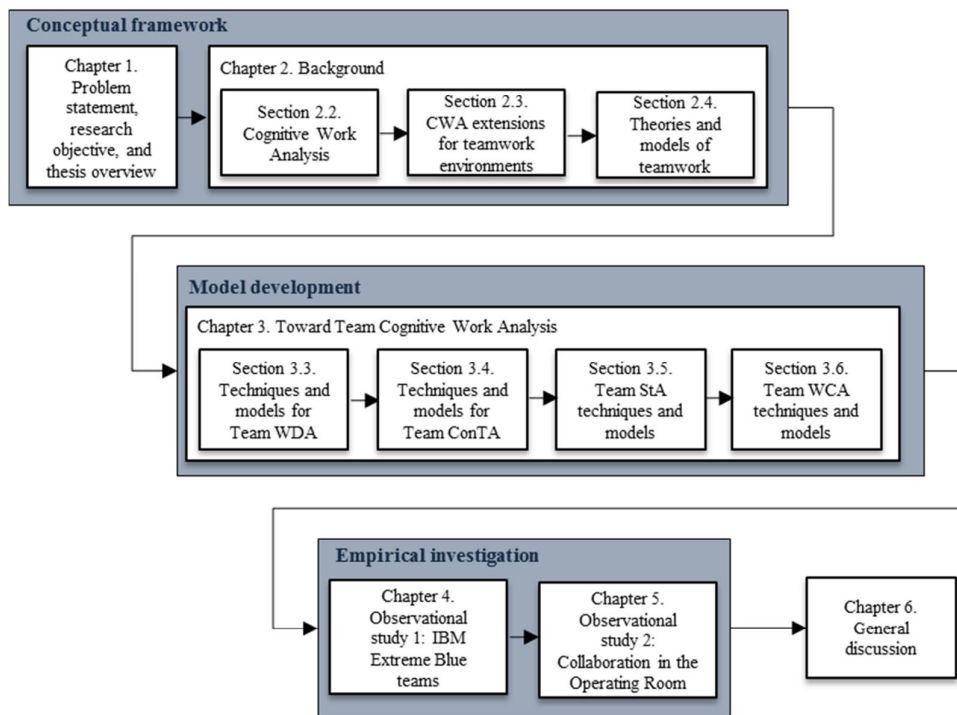 Conceptual framework
Chapter 1.
Problem
statement,
research
objective, and
thesis overview
Chapter 2. Background
Section 2.2.
Cognitive Work
Analysis
Section 2.3.
CWA extensions
for teamwork
environments
Section 2.4.
Theories and
models of
teamwork
Model development
Chapter 3. Toward Team Cognitive Work Analysis
Section 3.3.
Techniques and
models for
Team WDA
Section 3.4.
Techniques and
models for
Team ConTA
Section 3.5.
Team StA
techniques and
models
Section 3.6.
Team WCA
techniques and
models
Empirical investigation
Chapter 4.
Observational
study 1: IBM
Extreme Blue
teams
Chapter 5.
Observational
study 2:
Collaboration in the
Operating Room
Chapter 6.
General
discussion